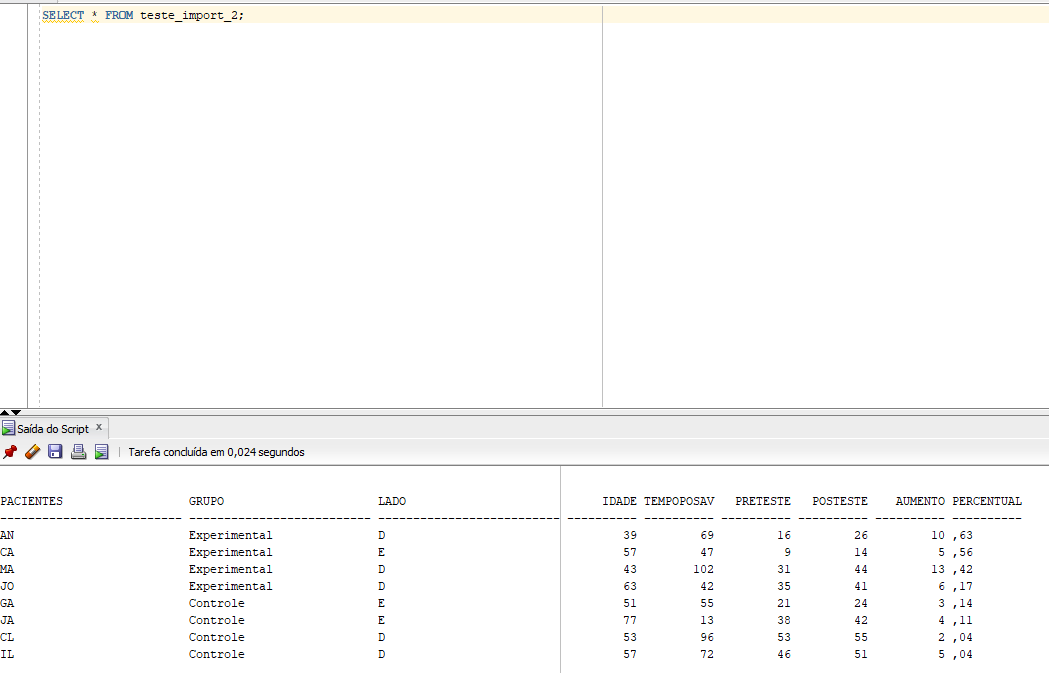 SELECT * FROM teste_import_2;
Saída do Script x
Tarefa concluída em 0,024 segundos
PACIENTES GRUPO LADO IDADE TEMPOPOSAV PRETESTE POSTESTE AUMENTO PERCENTUAL
-------------------------- -------------------------- -------------------------- ---------- ---------- ---------- ---------- ---------- ----------
AN Experimental D 39 69 16 26 10 ,63
CA Experimental E 57 47 9 14 5 ,56
MA Experimental D 43 102 31 44 13 ,42
JO Experimental D 63 42 35 41 6 ,17
GA Controle E 51 55 21 24 3 ,14
JA Controle E 77 13 38 42 4 ,11
CL Controle D 53 96 53 55 2 ,04
IL Controle D 57 72 46 51 5 ,04